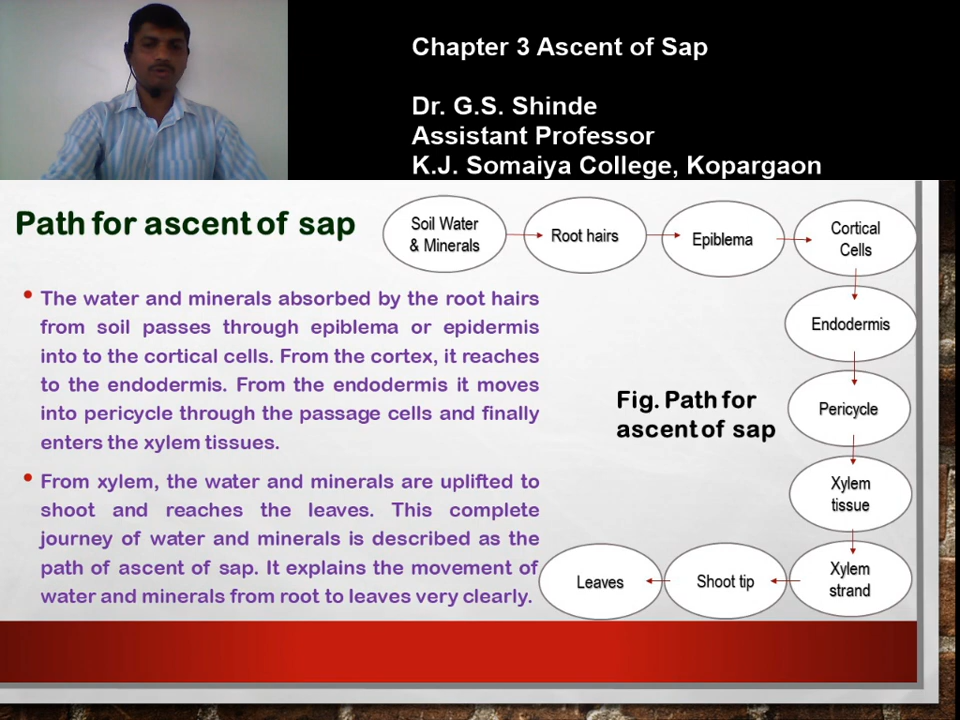 Chapter 3 Ascent of Sap
Dr. G.S. Shinde
Assistant Professor
K.J. Somaiya College, Kopargaon
Path for ascent of sap
• The water and minerals absorbed by the root hairs
from soil passes through epiblema or epidermis
into to the cortical cells. From the cortex, it reaches
to the endodermis. From the endodermis it moves
into pericycle through the passage cells and finally
enters the xylem tissues.
• From xylem, the water and minerals are uplifted to
shoot and reaches the leaves. This complete
journey of water and minerals is described as the
path of ascent of sap. It explains the movement of
water and minerals from root to leaves very clearly.
Soil Water
& Minerals
Root hairs
Epiblema
Cortical
Cells
Endodermis
Pericycle
Xylem
tissue
Xylem
strand
Shoot tip
Leaves
Fig. Path for
ascent of sap